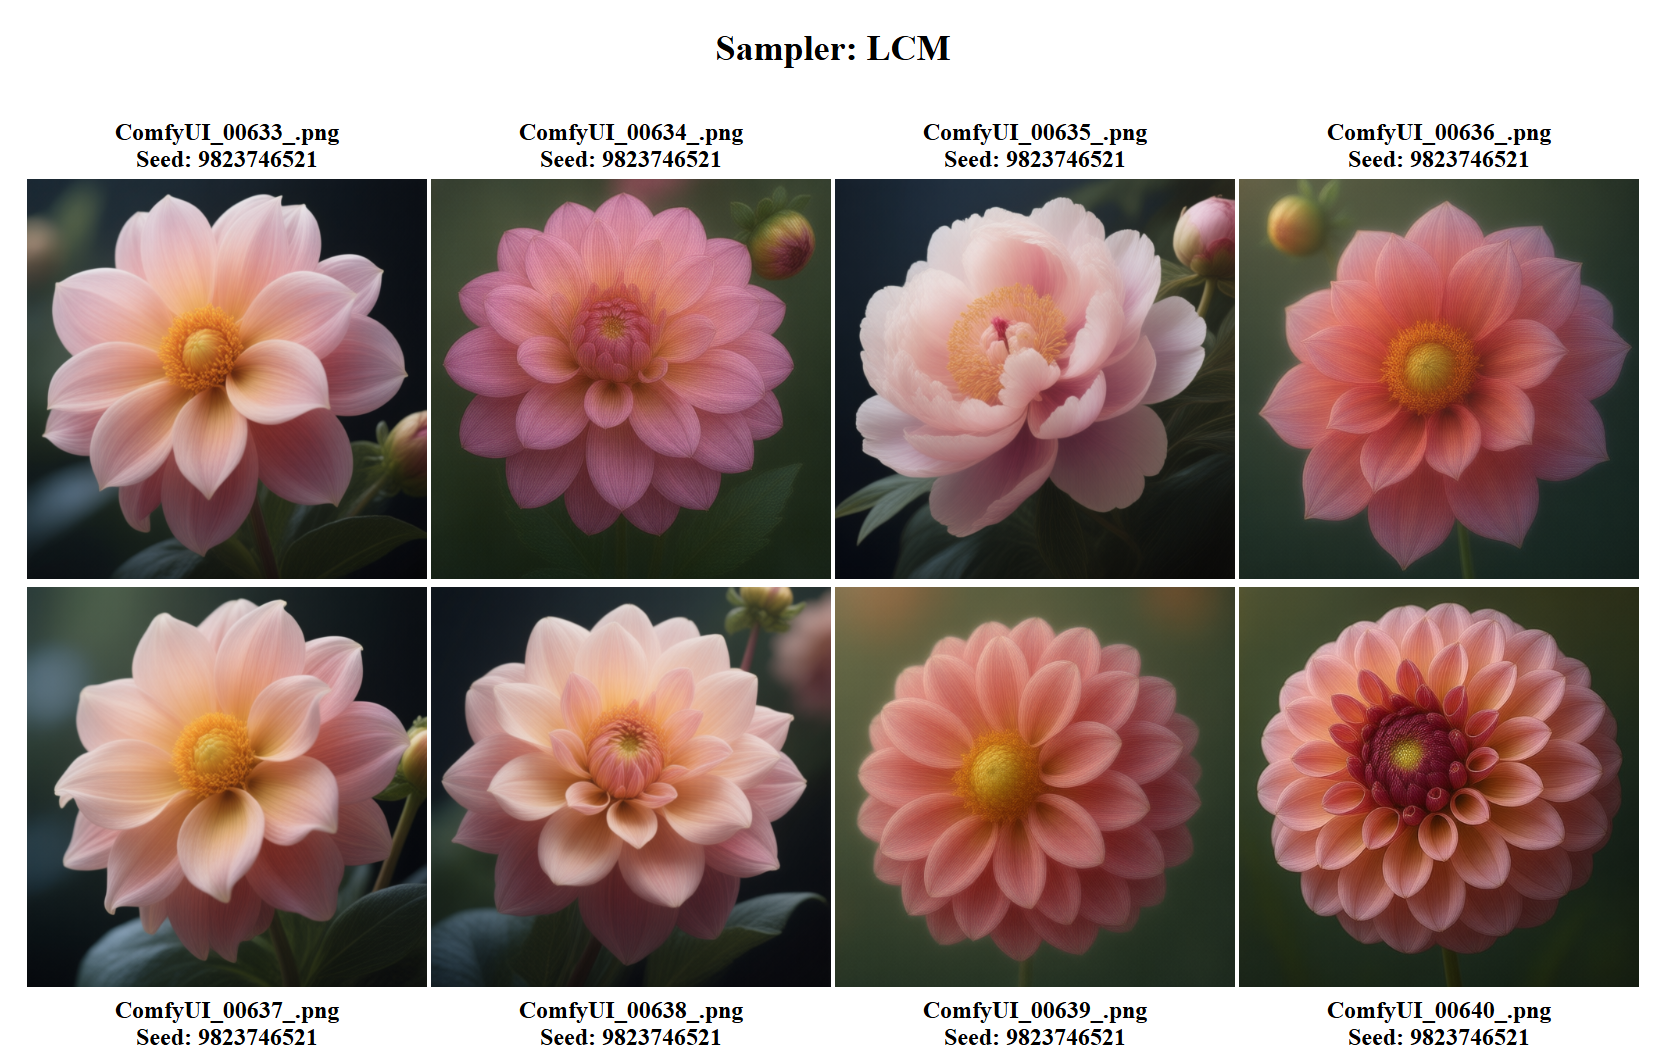 Sampler: LCM
ComfyUI_00633_.png
Seed: 9823746521
ComfyUI_00634_.png
Seed: 9823746521
ComfyUI_00635_.png
Seed: 9823746521
ComfyUI_00636_.png
Seed: 9823746521
ComfyUI_00637_.png
Seed: 9823746521
ComfyUI_00638_.png
Seed: 9823746521
ComfyUI_00639_.png
Seed: 9823746521
ComfyUI_00640_.png
Seed: 9823746521